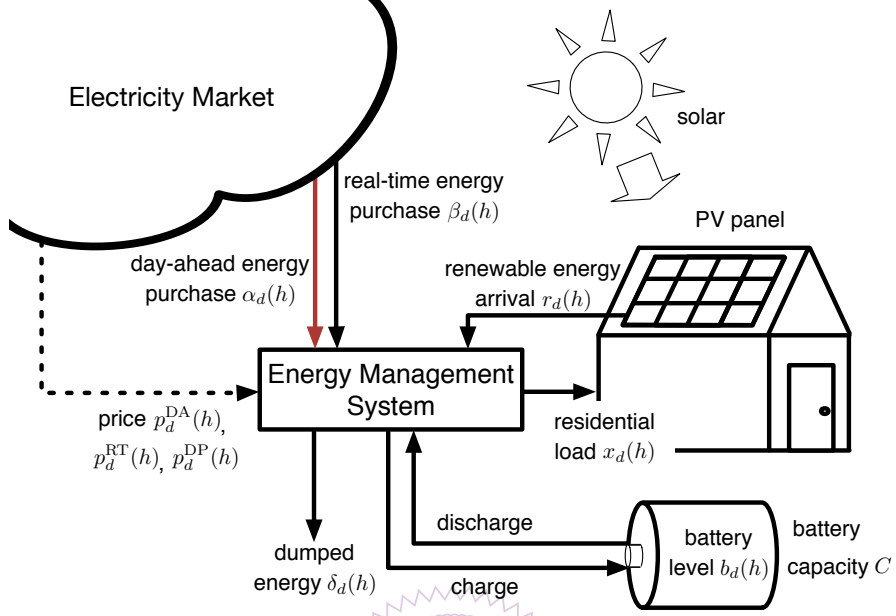 Electricity Market
solar
real-time energy
purchase β_d(h)
PV panel
day-ahead energy
purchase α_d(h)
renewable energy
arrival r_d(h)
Energy Management
System
price p_d^DA(h),
p_d^RT(h), p_d^DP(h)
residential
load x_d(h)
discharge
charge
dumped
energy δ_d(h)
battery
level b_d(h)
battery
capacity C